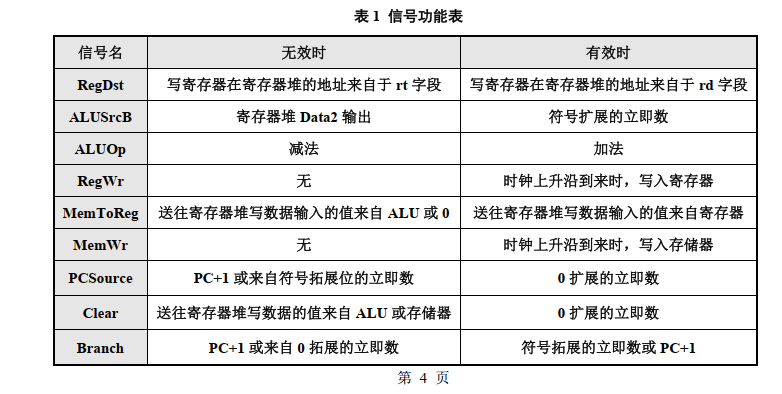 表 1 信号功能表
信号名 无效时 有效时
RegDst 写寄存器在寄存器堆的地址来自于 rt 字段 写寄存器在寄存器堆的地址来自于 rd 字段
ALUSrcB 寄存器堆 Data2 输出 符号扩展的立即数
ALUOp 减法 加法
RegWr 无 时钟上升沿到来时，写入寄存器
MemToReg 送往寄存器堆写数据输入的值来自 ALU 或 0 送往寄存器堆写数据输入的值来自寄存器
MemWr 无 时钟上升沿到来时，写入存储器
PCSource PC+1 或来自符号拓展位的立即数 0 扩展的立即数
Clear 送往寄存器堆写数据的值来自 ALU 或存储器 0 扩展的立即数
Branch PC+1 或来自 0 拓展的立即数 符号拓展的立即数或 PC+1
第 4 页